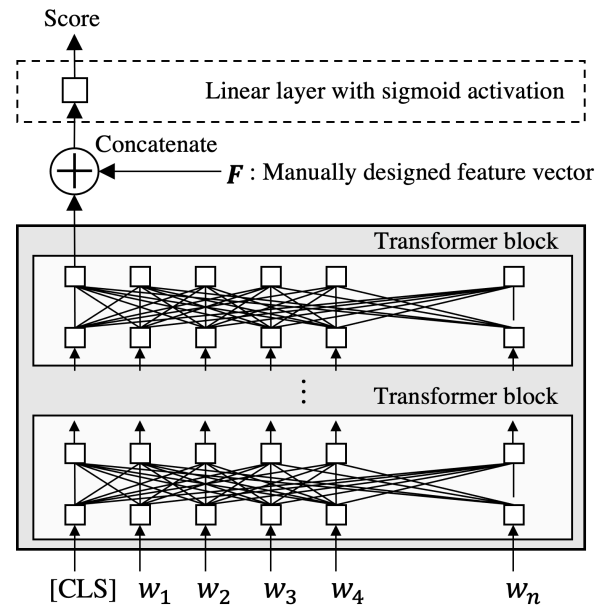 Score
Linear layer with sigmoid activation
Concatenate
F : Manually designed feature vector
Transformer block
⋮
Transformer block
[CLS] w₁ w₂ w₃ w₄ wₙ